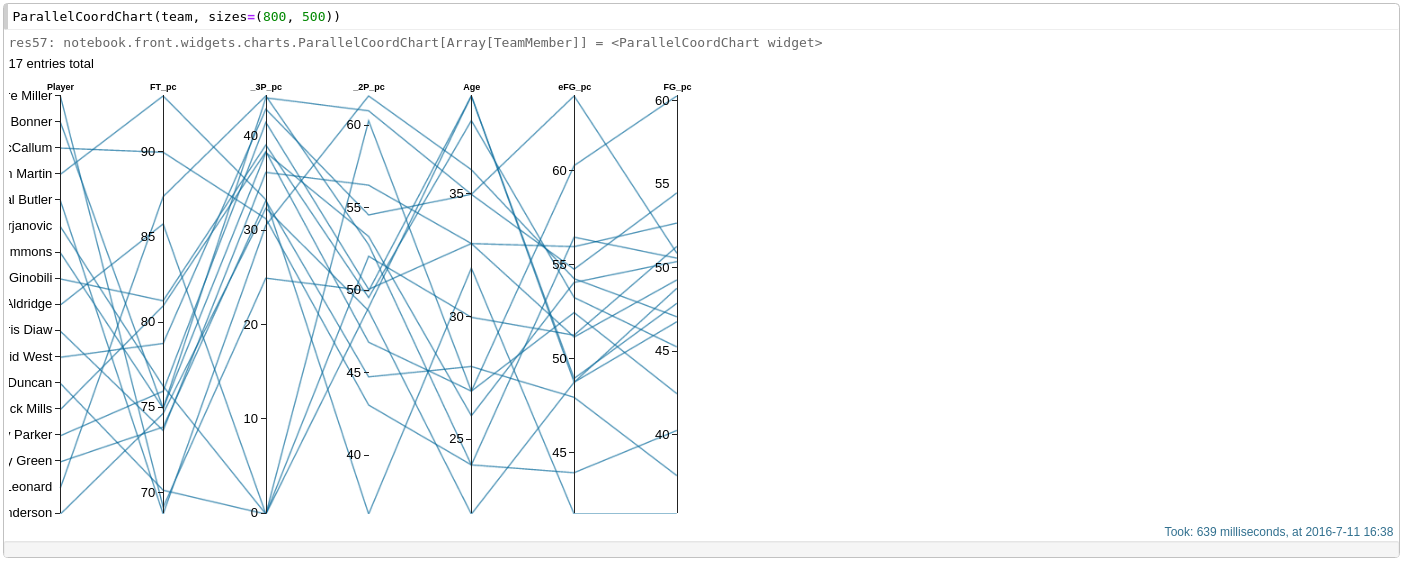 ParallelCoordChart(team, sizes=(800, 500))
res57: notebook.front.widgets.charts.ParallelCoordChart[Array[TeamMember]] = <ParallelCoordChart widget>
17 entries total
Player FT_pc _3P_pc _2P_pc Age eFG_pc FG_pc
e Miller
Bonner
Callum
Martin
al Butler
rjanovic
mmons
Ginobili
Aldridge
is Diaw
id West
Duncan
ck Mills
Parker
y Green
Leonard
nderson
90
85
80
75
70
40
30
20
10
0
60
55
50
45
40
35
30
25
60
55
50
45
60
55
50
45
40
Took: 639 milliseconds, at 2016-7-11 16:38